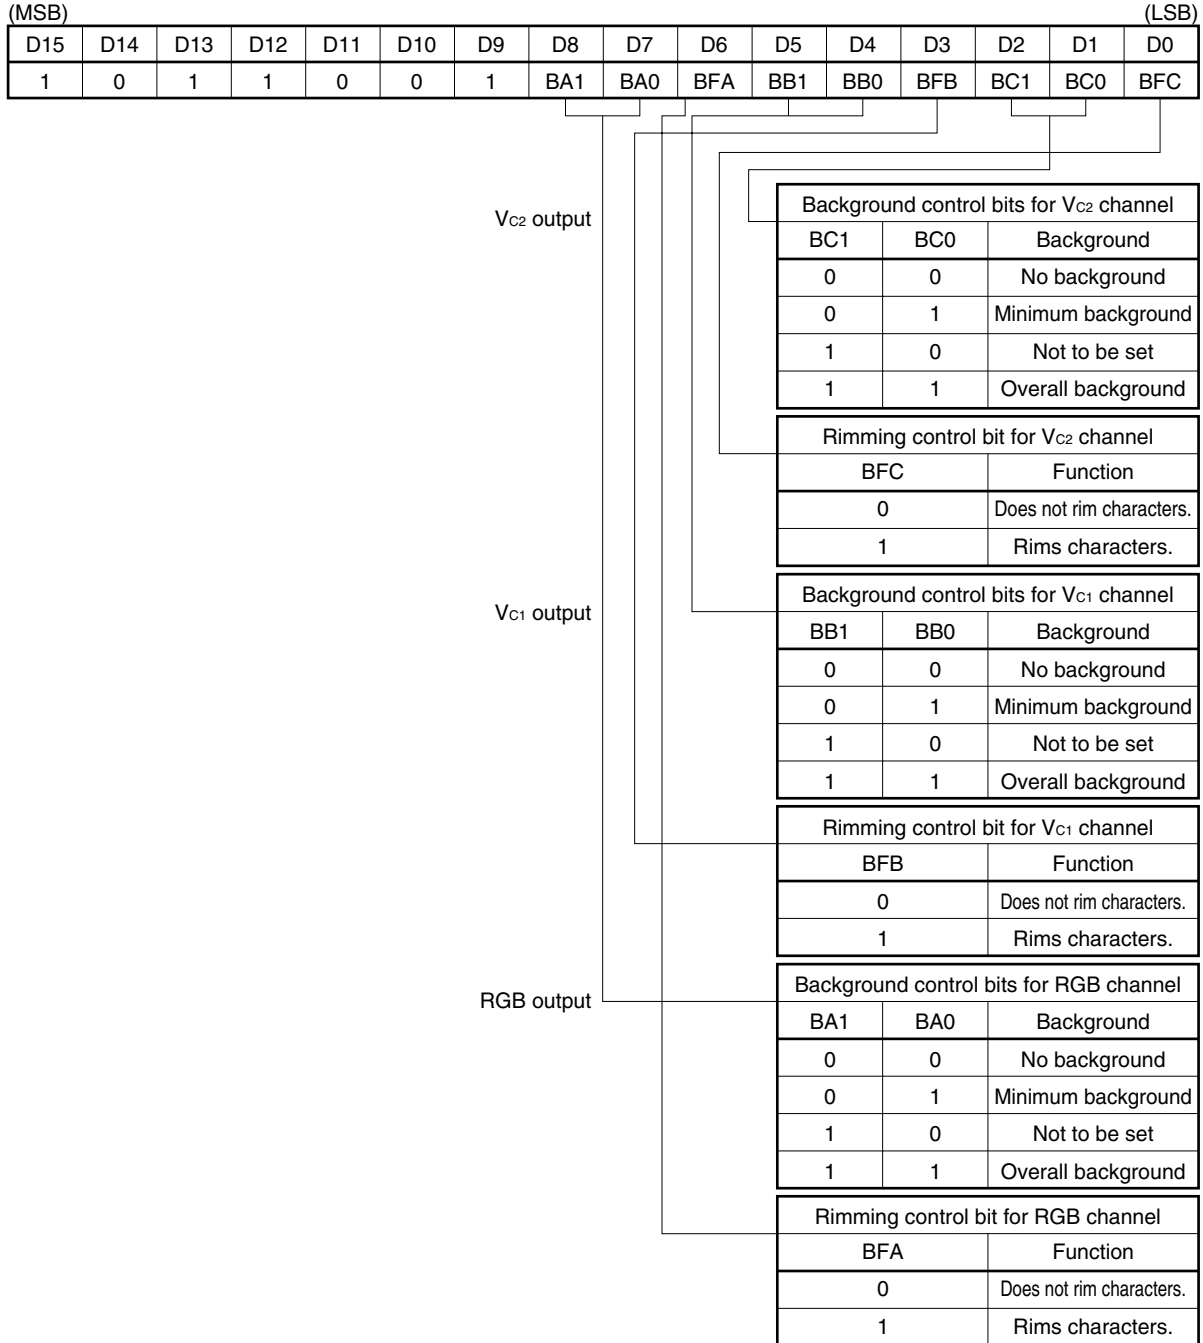 (MSB) (LSB)
D15 D14 D13 D12 D11 D10 D9 D8 D7 D6 D5 D4 D3 D2 D1 D0
1 0 1 1 0 0 1 BA1 BA0 BFA BB1 BB0 BFB BC1 BC0 BFC
VC2 output
Background control bits for VC2 channel
BC1 BC0 Background
0 0 No background
0 1 Minimum background
1 0 Not to be set
1 1 Overall background
Rimming control bit for VC2 channel
BFC Function
0 Does not rim characters.
1 Rims characters.
VC1 output
Background control bits for VC1 channel
BB1 BB0 Background
0 0 No background
0 1 Minimum background
1 0 Not to be set
1 1 Overall background
Rimming control bit for VC1 channel
BFB Function
0 Does not rim characters.
1 Rims characters.
RGB output
Background control bits for RGB channel
BA1 BA0 Background
0 0 No background
0 1 Minimum background
1 0 Not to be set
1 1 Overall background
Rimming control bit for RGB channel
BFA Function
0 Does not rim characters.
1 Rims characters.